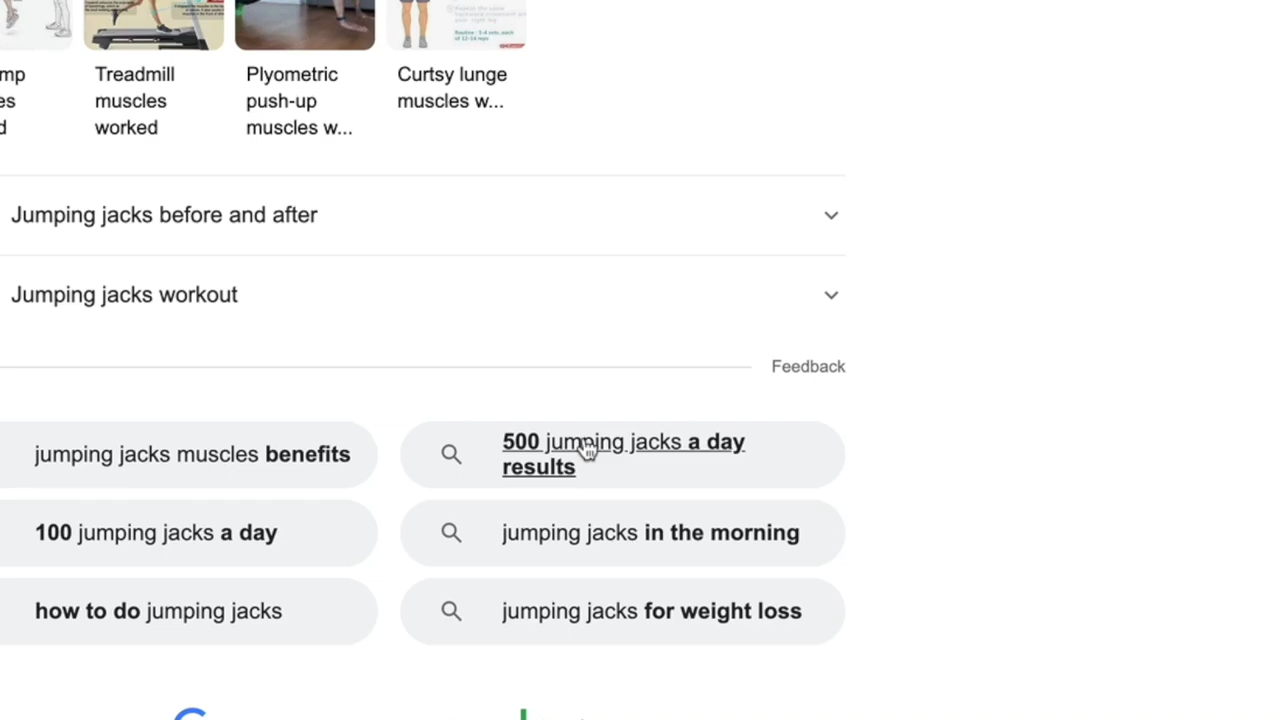 mp
es
d
Treadmill
muscles
worked
Plyometric
push-up
muscles w...
Curtsy lunge
muscles w...
Jumping jacks before and after
Jumping jacks workout
Feedback
jumping jacks muscles benefits
500 jumping jacks a day
results
100 jumping jacks a day
jumping jacks in the morning
how to do jumping jacks
jumping jacks for weight loss